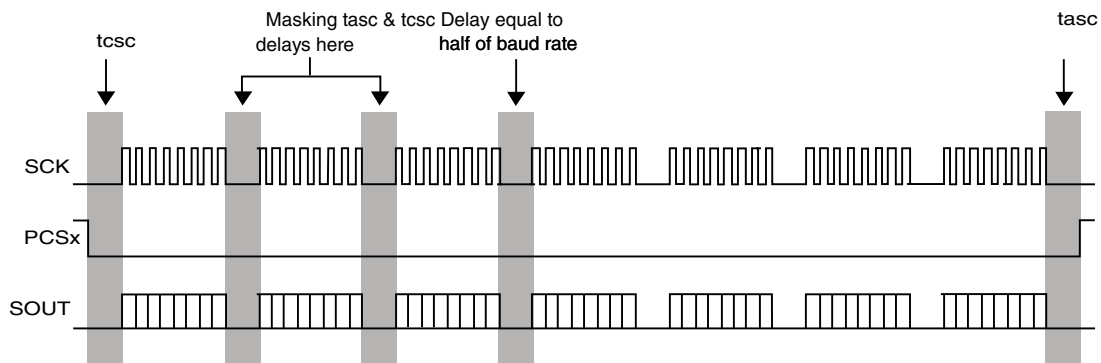 Masking tasc & tcsc Delay equal to
tcsc
delays here
half of baud rate
tasc
SCK
PCSx
SOUT